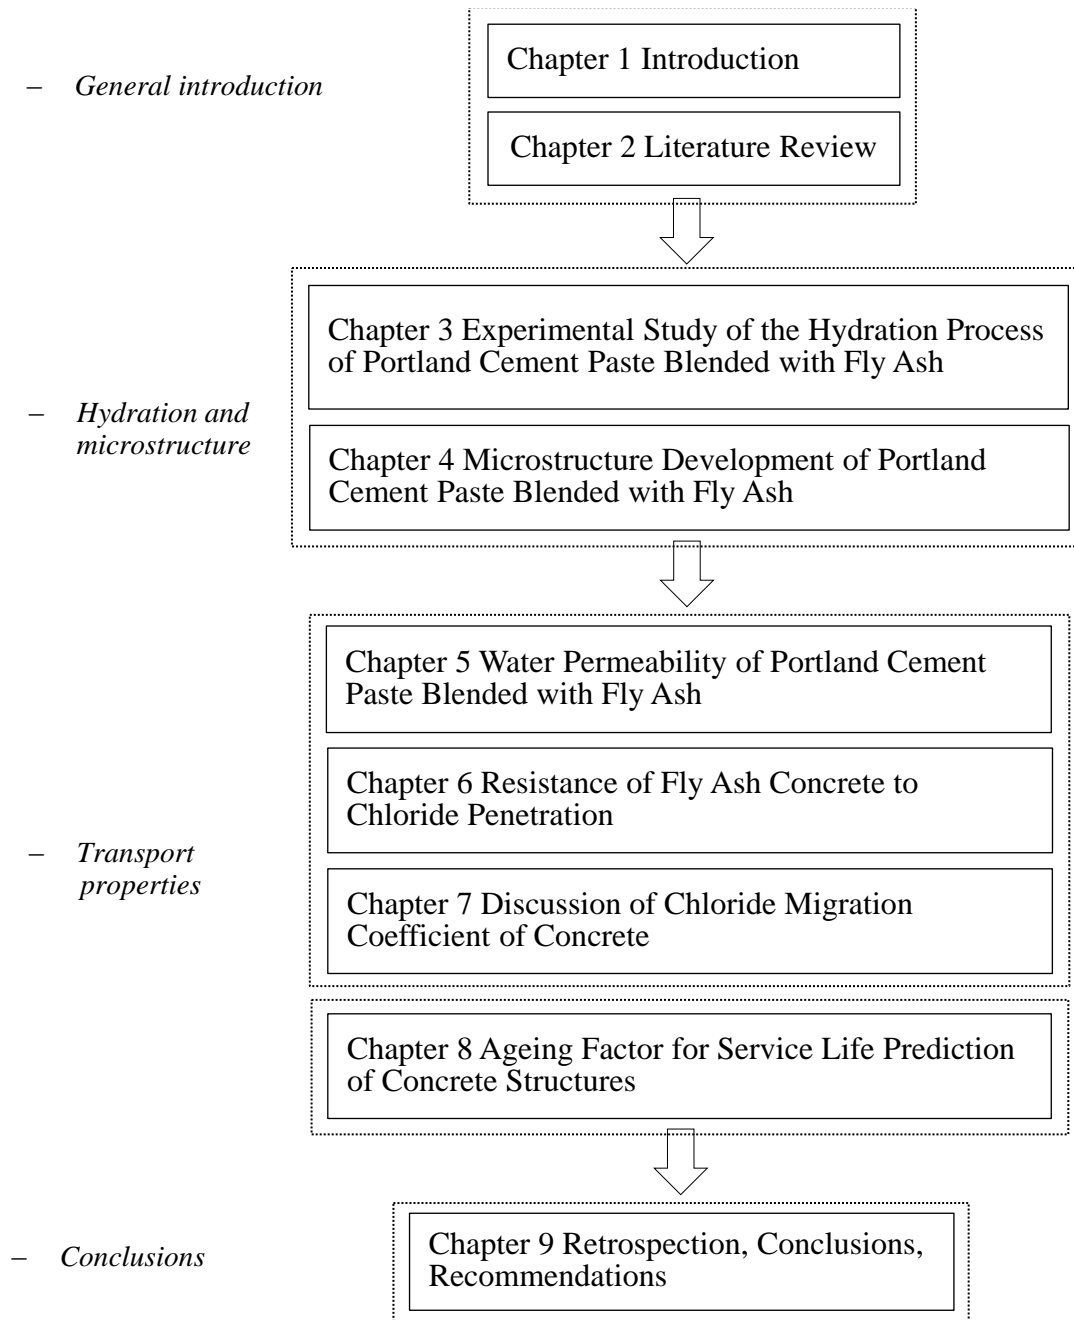 – General introduction
Chapter 1 Introduction
Chapter 2 Literature Review
– Hydration and
microstructure
Chapter 3 Experimental Study of the Hydration Process
of Portland Cement Paste Blended with Fly Ash
Chapter 4 Microstructure Development of Portland
Cement Paste Blended with Fly Ash
– Transport
properties
Chapter 5 Water Permeability of Portland Cement
Paste Blended with Fly Ash
Chapter 6 Resistance of Fly Ash Concrete to
Chloride Penetration
Chapter 7 Discussion of Chloride Migration
Coefficient of Concrete
Chapter 8 Ageing Factor for Service Life Prediction
of Concrete Structures
– Conclusions
Chapter 9 Retrospection, Conclusions,
Recommendations